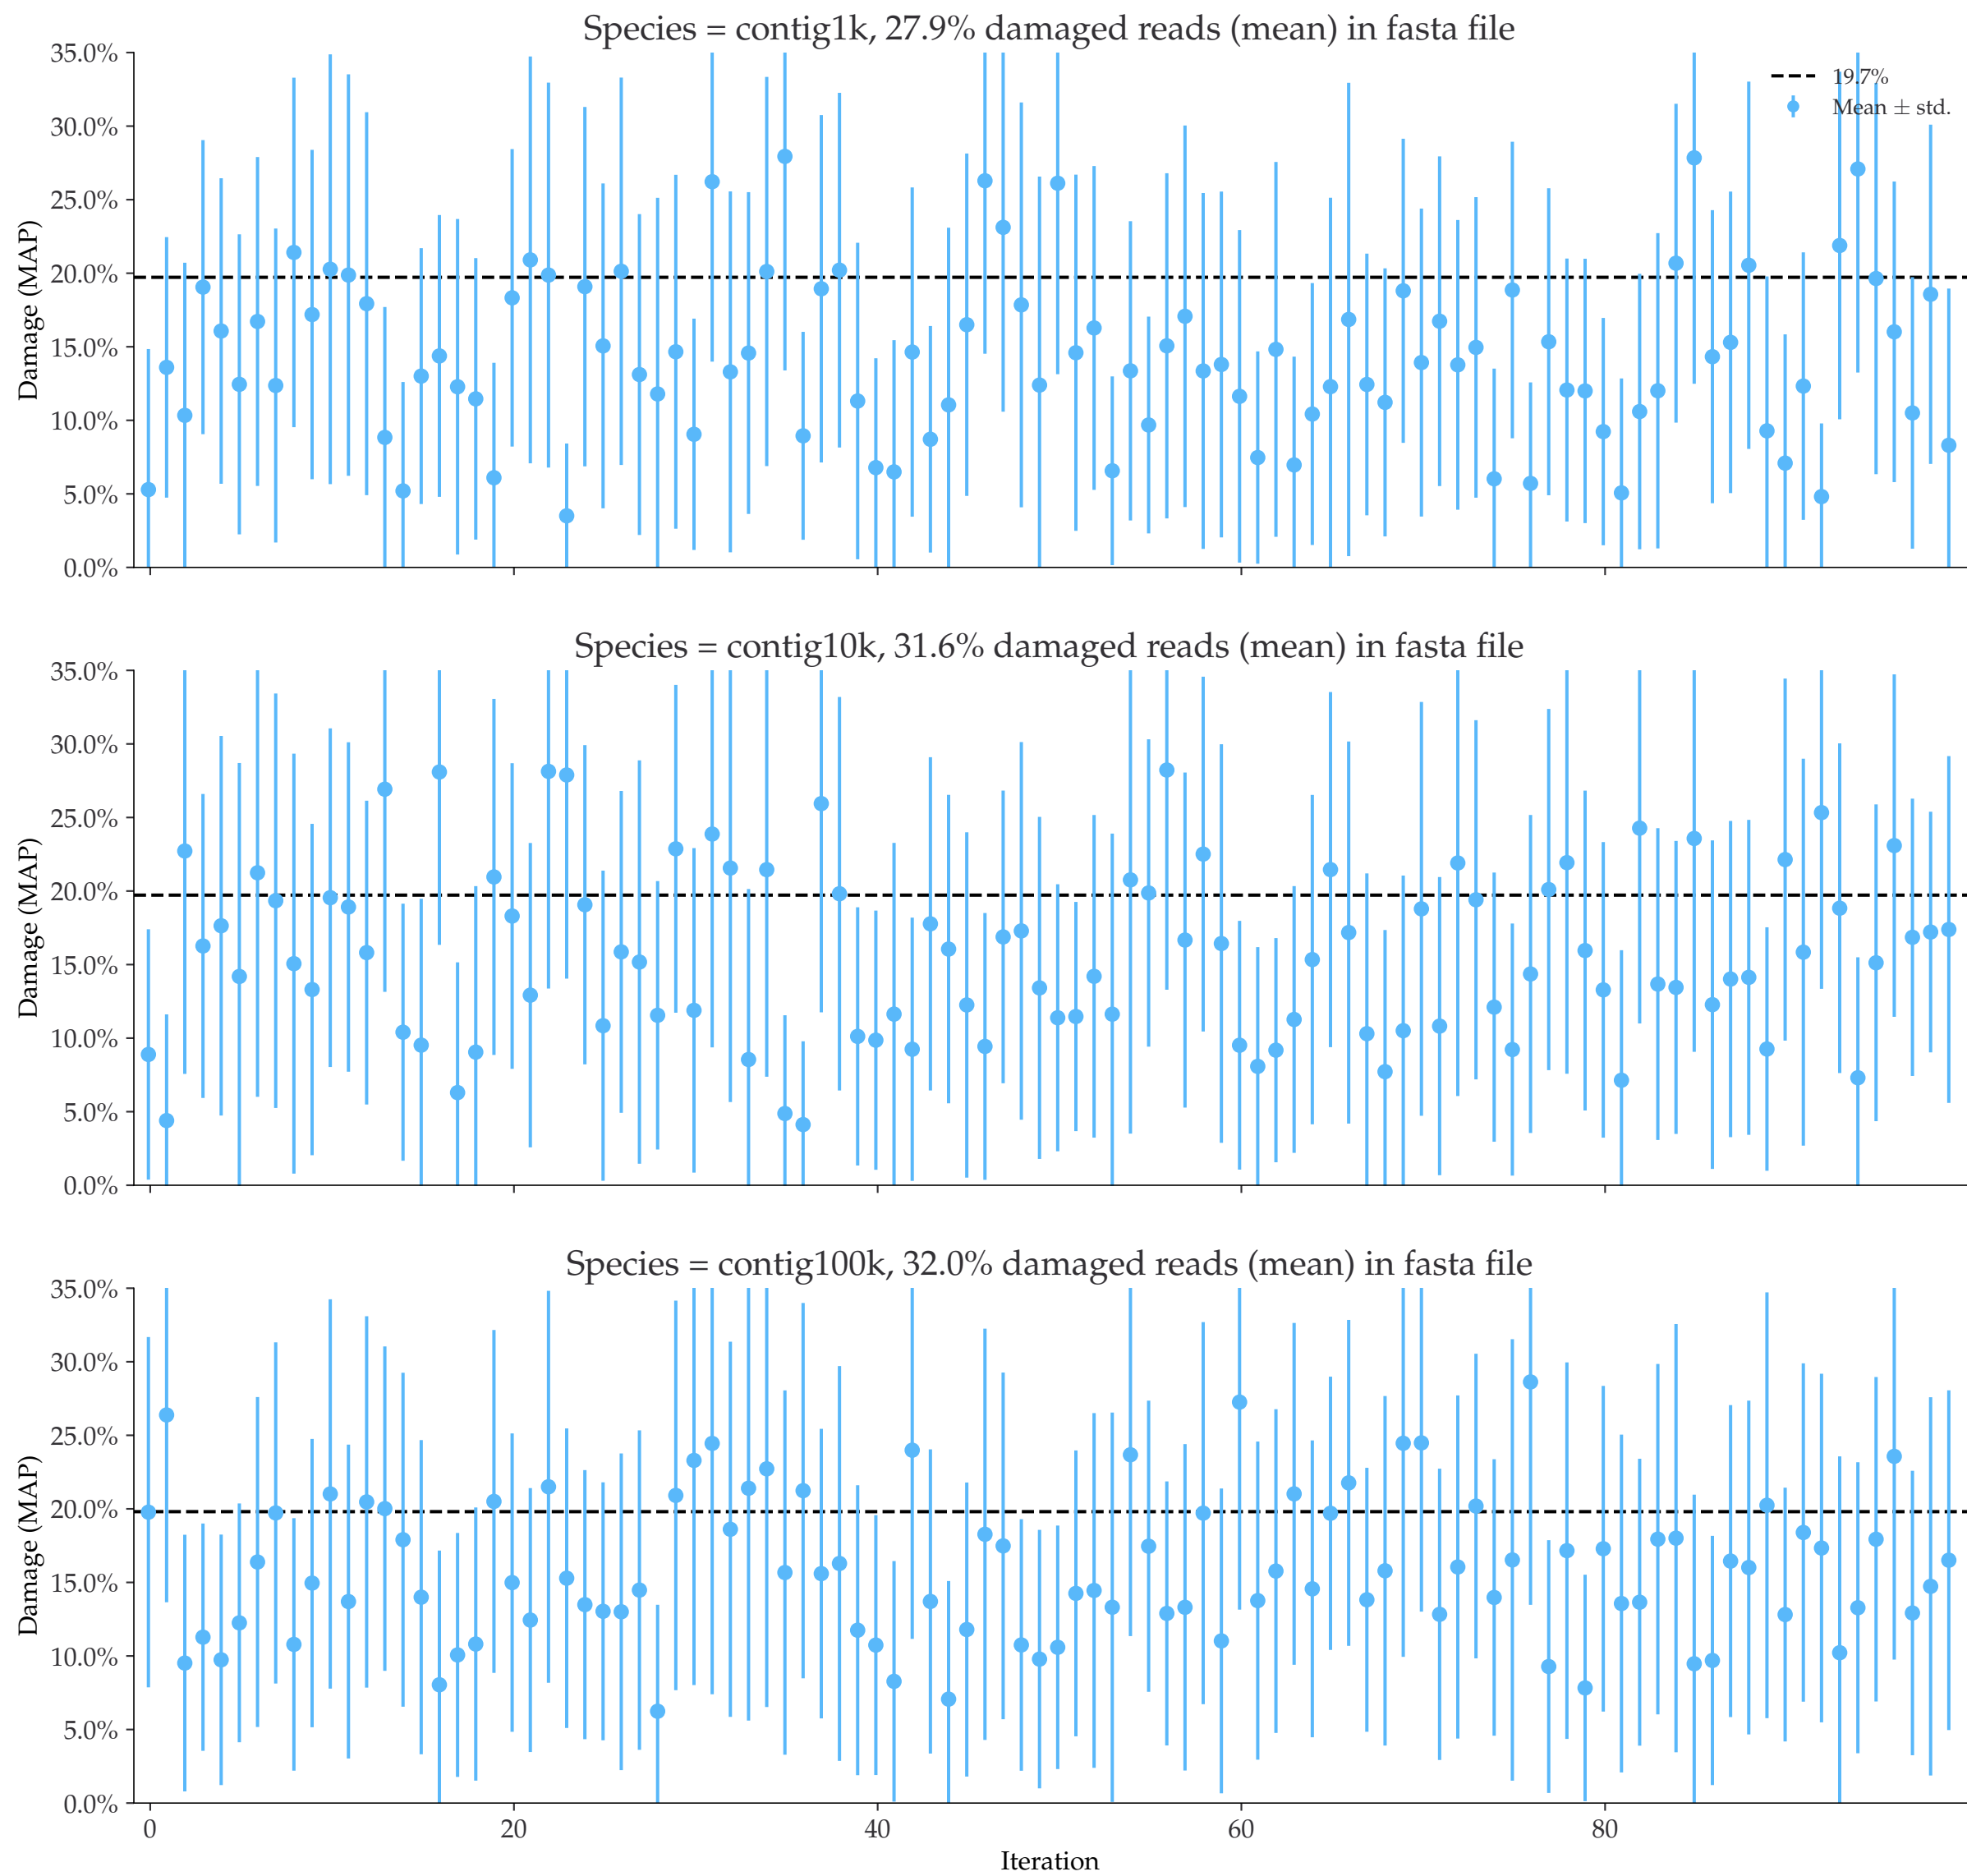 Species = contig1k, 27.9% damaged reads (mean) in fasta file
35.0%
30.0%
25.0%
20.0%
15.0%
10.0%
5.0%
0.0%
Damage (MAP)
19.7%
Mean ± std.
Species = contig10k, 31.6% damaged reads (mean) in fasta file
35.0%
30.0%
25.0%
20.0%
15.0%
10.0%
5.0%
0.0%
Damage (MAP)
Species = contig100k, 32.0% damaged reads (mean) in fasta file
35.0%
30.0%
25.0%
20.0%
15.0%
10.0%
5.0%
0.0%
Damage (MAP)
0 20 40 60 80
Iteration